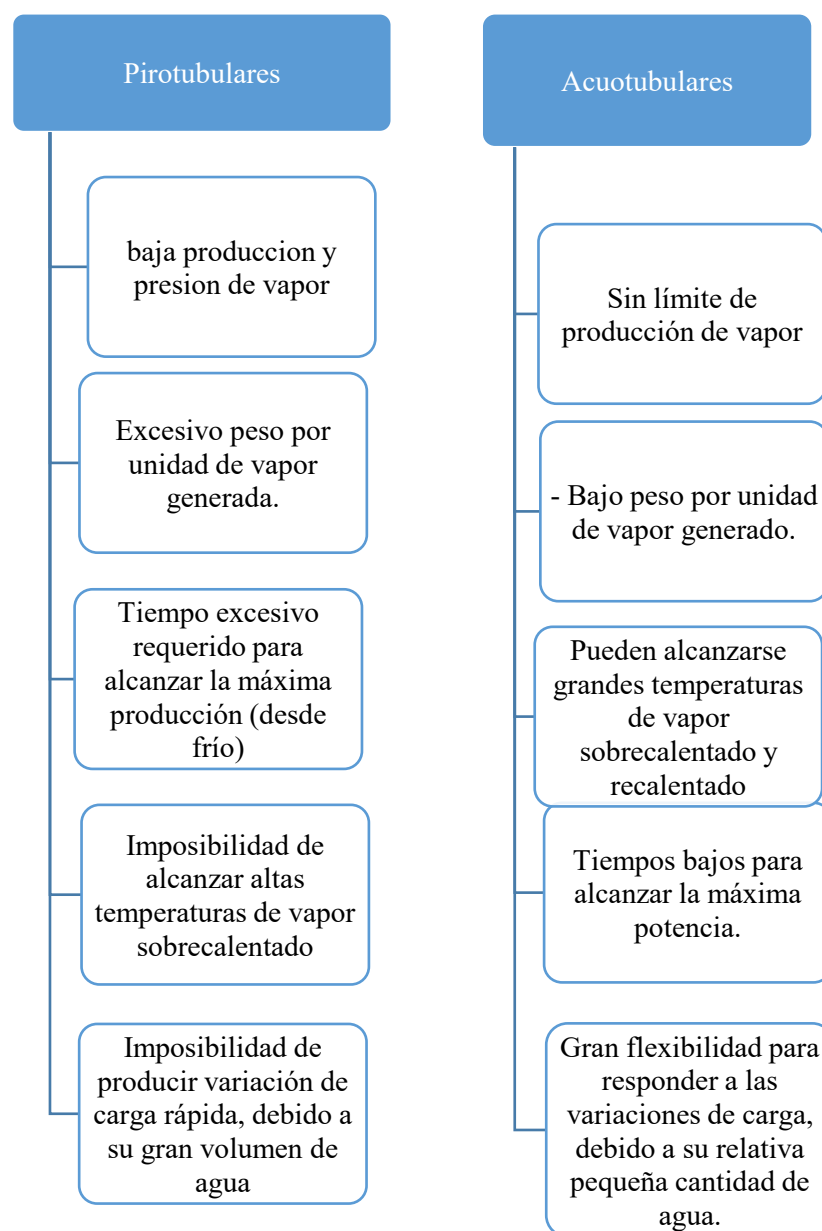 Pirotubulares
baja produccion y
presion de vapor
Excesivo peso por
unidad de vapor
generada.
Tiempo excesivo
requerido para
alcanzar la máxima
producción (desde
frío)
Imposibilidad de
alcanzar altas
temperaturas de vapor
sobrecalentado
Imposibilidad de
producir variación de
carga rápida, debido a
su gran volumen de
agua
Acuotubulares
Sin límite de
producción de vapor
- Bajo peso por unidad
de vapor generado.
Pueden alcanzarse
grandes temperaturas
de vapor
sobrecalentado y
recalentado
Tiempos bajos para
alcanzar la máxima
potencia.
Gran flexibilidad para
responder a las
variaciones de carga,
debido a su relativa
pequeña cantidad de
agua.